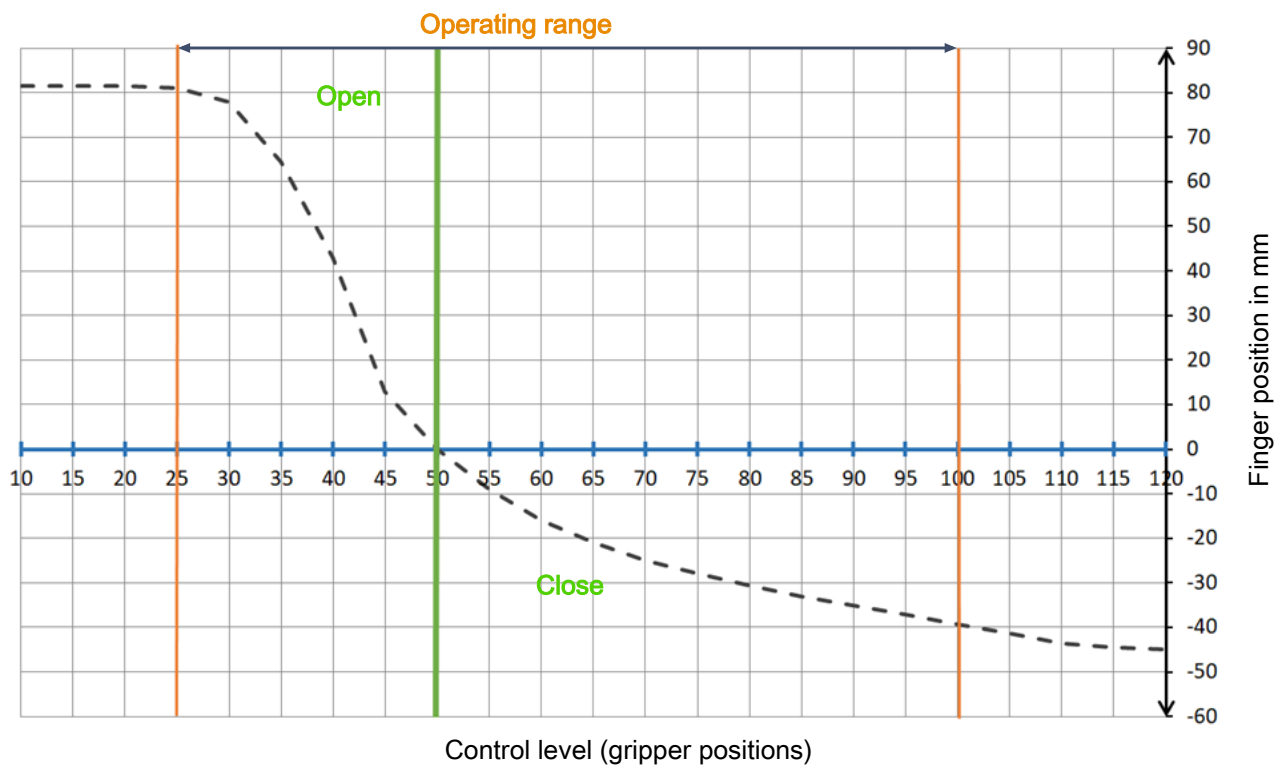 Operating range
90
Open
80
70
60
50
40
30
20
10
0
10 15 20 25 30 35 40 45 50 55 60 65 70 75 80 85 90 95 100 105 110 115 120
-10
-20
Close
-30
-40
-50
-60
Finger position in mm
Control level (gripper positions)